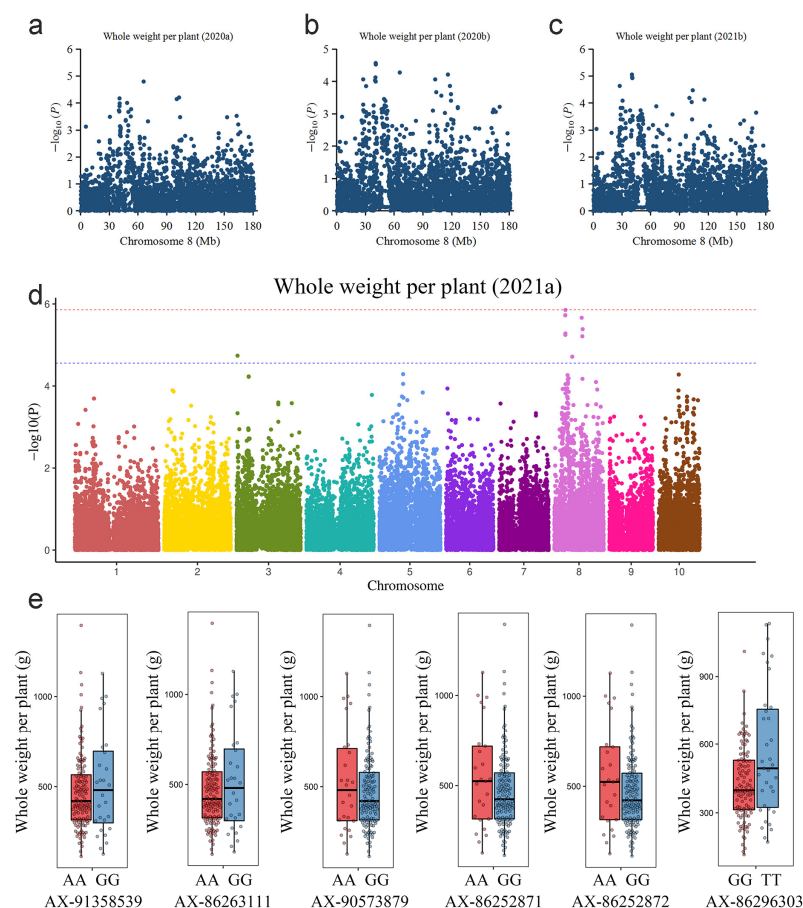 a
Whole weight per plant (2020a)
6
5
4
3
2
1
0
−log10 (P)
0 30 60 90 120 150 180
Chromosome 8 (Mb)
b
Whole weight per plant (2020b)
5
4
3
2
1
0
−log10 (P)
0 30 60 90 120 150 180
Chromosome 8 (Mb)
c
Whole weight per plant (2021b)
6
5
4
3
2
1
0
−log10 (P)
0 30 60 90 120 150 180
Chromosome 8 (Mb)
d
Whole weight per plant (2021a)
6
4
2
0
−log10(P)
1 2 3 4 5 6 7 8 9 10
Chromosome
e
Whole weight per plant (g)
1000
500
AA GG
AX-91358539
Whole weight per plant (g)
1000
500
AA GG
AX-86263111
Whole weight per plant (g)
1000
500
AA GG
AX-90573879
Whole weight per plant (g)
1000
500
AA GG
AX-86252871
Whole weight per plant (g)
1000
500
AA GG
AX-86252872
Whole weight per plant (g)
900
600
300
GG TT
AX-86296303